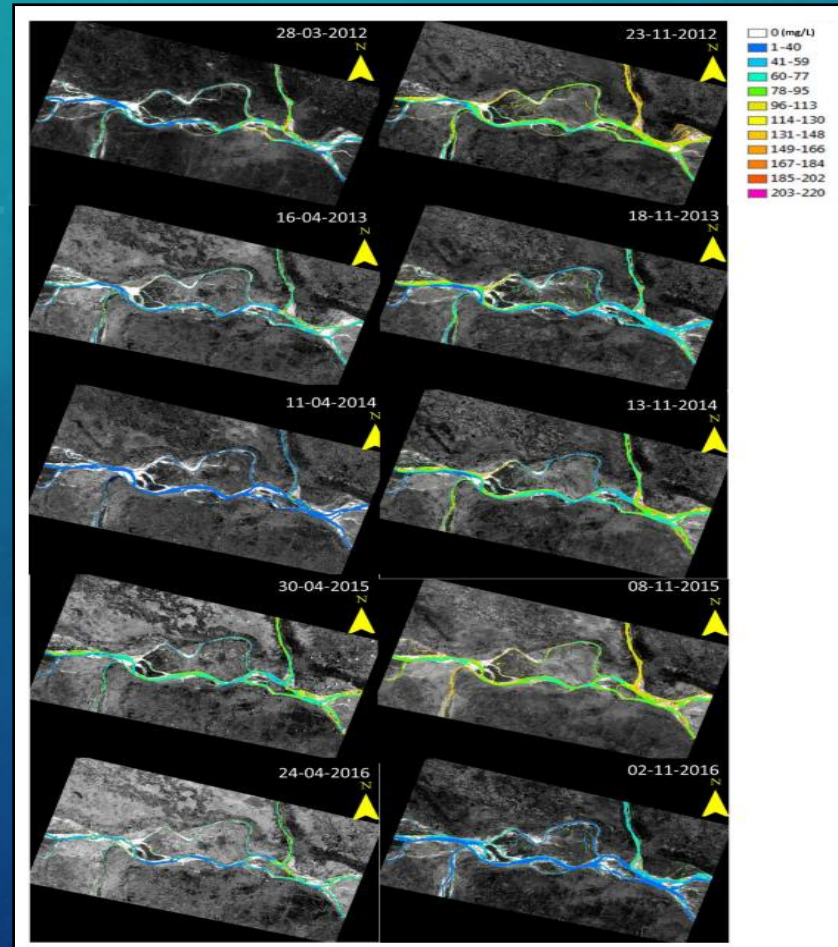 28-03-2012
N
23-11-2012
N
0 (mg/L)
1-40
41-59
60-77
78-95
96-113
114-130
131-148
149-166
167-184
185-202
203-220
16-04-2013
N
18-11-2013
N
11-04-2014
N
13-11-2014
N
30-04-2015
N
08-11-2015
N
24-04-2016
N
02-11-2016
N